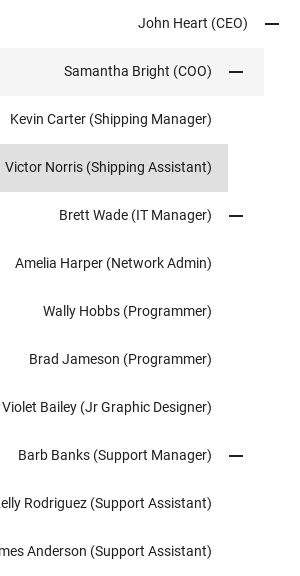 John Heart (CEO)
Samantha Bright (COO)
Kevin Carter (Shipping Manager)
Victor Norris (Shipping Assistant)
Brett Wade (IT Manager)
Amelia Harper (Network Admin)
Wally Hobbs (Programmer)
Brad Jameson (Programmer)
Violet Bailey (Jr Graphic Designer)
Barb Banks (Support Manager)
Rodriguez (Support Assistant)
Anderson (Support Assistant)